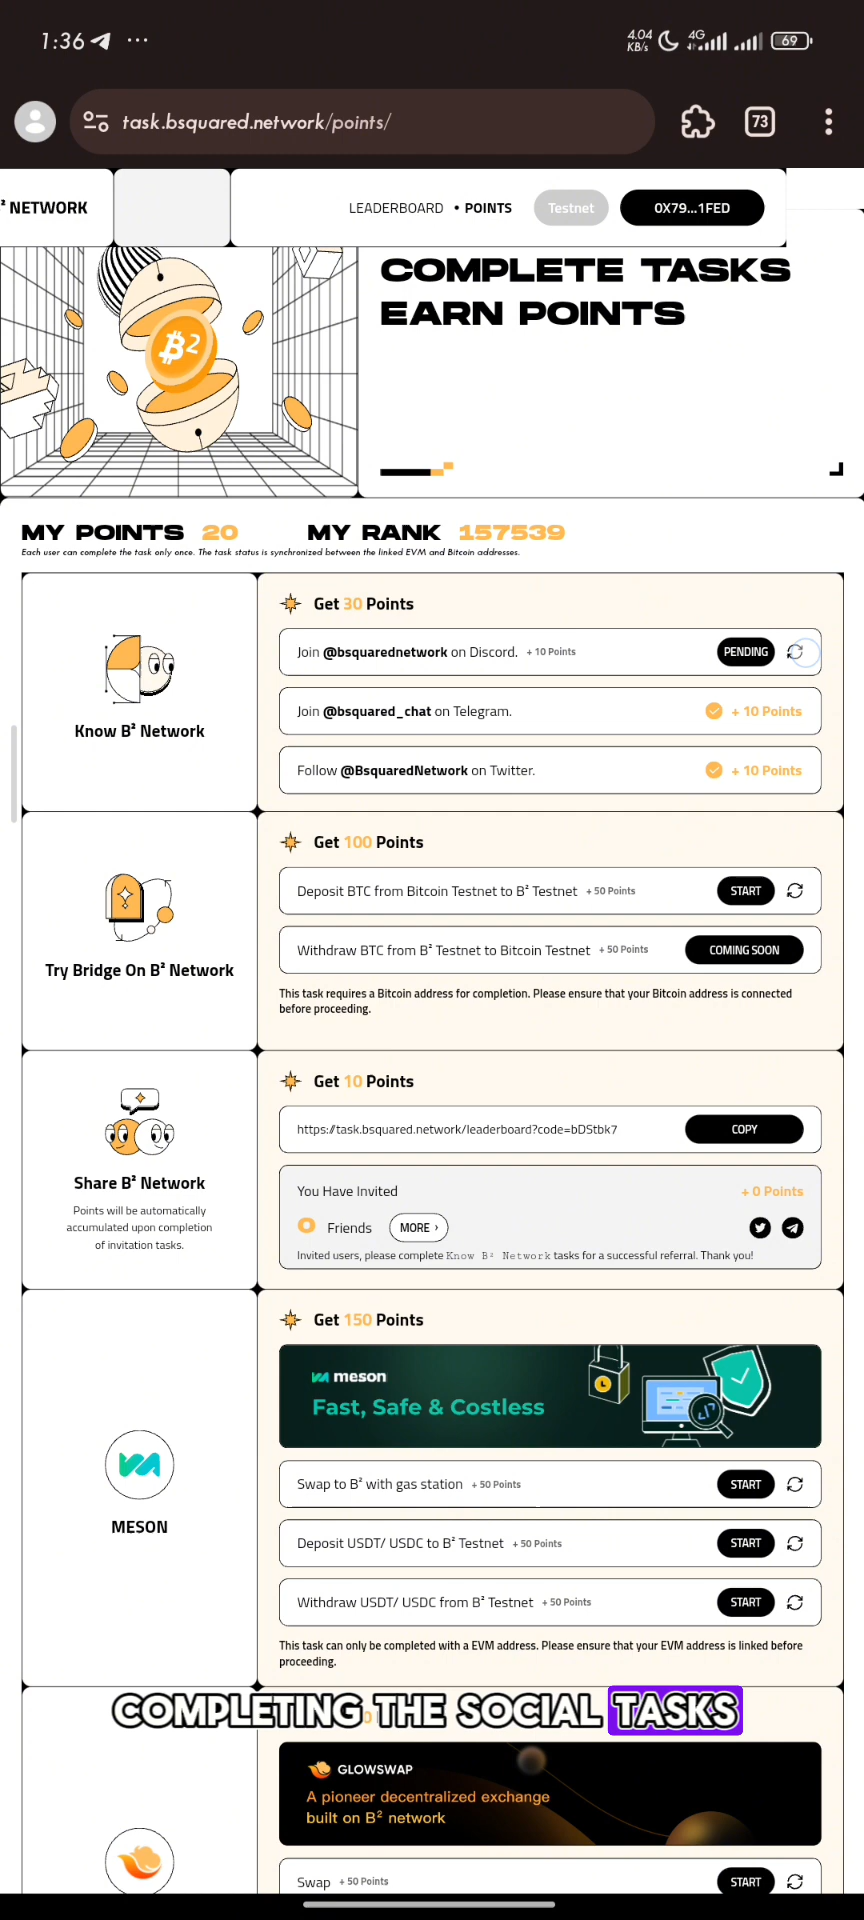 1:36
4.04
KB/s
4G
69
task.bsquared.network/points/
73
² NETWORK
LEADERBOARD
• POINTS
Testnet
0X79...1FED
COMPLETE TASKS
EARN POINTS
MY POINTS 20
MY RANK 157539
Each user can complete the task only once. The task status is synchronized between the linked EVM and Bitcoin addresses.
Know B² Network
Get 30 Points
Join @bsquarednetwork on Discord. + 10 Points
PENDING
Join @bsquared_chat on Telegram.
+ 10 Points
Follow @BsquaredNetwork on Twitter.
+ 10 Points
Try Bridge On B² Network
Get 100 Points
Deposit BTC from Bitcoin Testnet to B² Testnet + 50 Points
START
Withdraw BTC from B² Testnet to Bitcoin Testnet + 50 Points
COMING SOON
This task requires a Bitcoin address for completion. Please ensure that your Bitcoin address is connected
before proceeding.
Share B² Network
Points will be automatically
accumulated upon completion
of invitation tasks.
Get 10 Points
https://task.bsquared.network/leaderboard?code=bDStbk7
COPY
You Have Invited
+ 0 Points
0 Friends
MORE ›
Invited users, please complete Know B² Network tasks for a successful referral. Thank you!
MESON
Get 150 Points
meson
Fast, Safe & Costless
Swap to B² with gas station + 50 Points
START
Deposit USDT/ USDC to B² Testnet + 50 Points
START
Withdraw USDT/ USDC from B² Testnet + 50 Points
START
This task can only be completed with a EVM address. Please ensure that your EVM address is linked before
proceeding.
COMPLETING THE SOCIAL TASKS
GLOWSWAP
A pioneer decentralized exchange
built on B² network
Swap + 50 Points
START